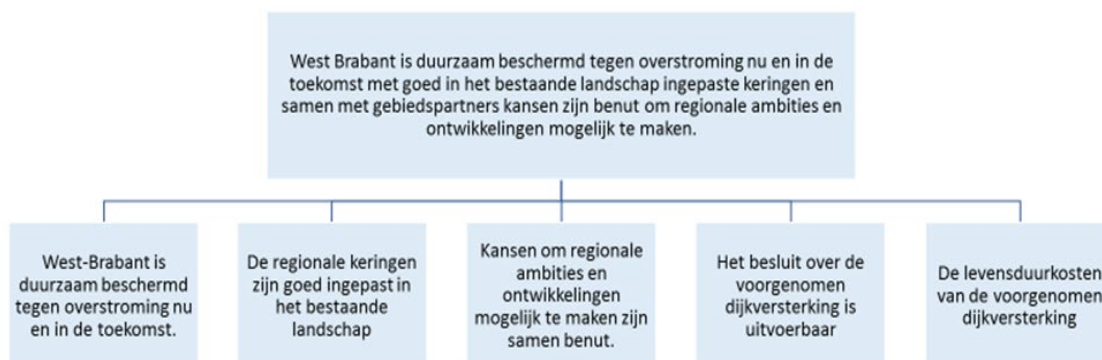 West Brabant is duurzaam beschermd tegen overstroming nu en in de
toekomst met goed in het bestaande landschap ingepaste keringen en
samen met gebiedspartners kansen zijn benut om regionale ambities en
ontwikkelingen mogelijk te maken.
West-Brabant is
duurzaam beschermd
tegen overstroming nu
en in de toekomst.
De regionale keringen
zijn goed ingepast in
het bestaande
landschap
Kansen om regionale
ambities en
ontwikkelingen
mogelijk te maken zijn
samen benut.
Het besluit over de
voorgenomen
dijkversterking is
uitvoerbaar
De levensduurkosten
van de voorgenomen
dijkversterking